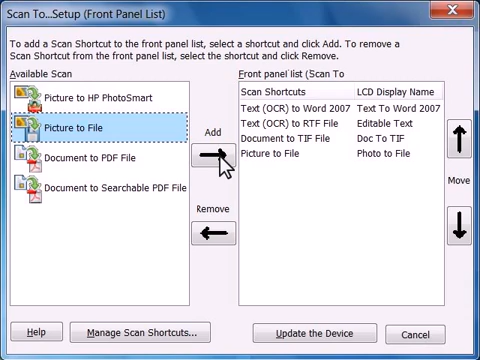 Scan To...Setup (Front Panel List)
To add a Scan Shortcut to the front panel list, select a shortcut and click Add. To remove a
Scan Shortcut from the front panel list, select the shortcut and click Remove.
Available Scan
Front panel list (Scan To
Picture to HP PhotoSmart
Picture to File
Document to PDF File
Document to Searchable PDF File
Add
Remove
Scan Shortcuts LCD Display Name
Text (OCR) to Word 2007 Text To Word 2007
Text (OCR) to RTF File Editable Text
Document to TIF File Doc To TIF
Picture to File Photo to File
Move
Help
Manage Scan Shortcuts...
Update the Device
Cancel